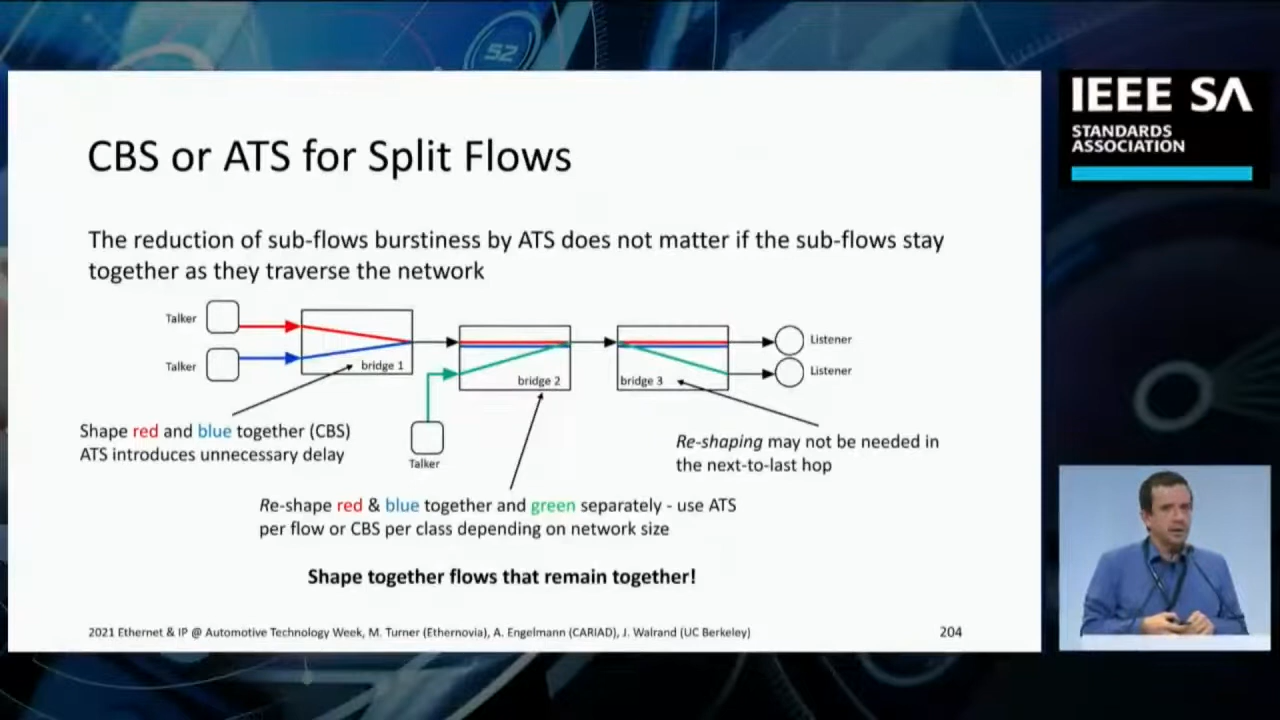 52
IEEE SA
STANDARDS
ASSOCIATION
CBS or ATS for Split Flows
The reduction of sub-flows burstiness by ATS does not matter if the sub-flows stay
together as they traverse the network
Talker
Talker
bridge 1
bridge 2
bridge 3
Listener
Listener
Shape red and blue together (CBS)
ATS introduces unnecessary delay
Talker
Re-shaping may not be needed in
the next-to-last hop
Re-shape red & blue together and green separately - use ATS
per flow or CBS per class depending on network size
Shape together flows that remain together!
2021 Ethernet & IP @ Automotive Technology Week, M. Turner (Ethernovia), A. Engelmann (CARIAD), J. Walrand (UC Berkeley)
204